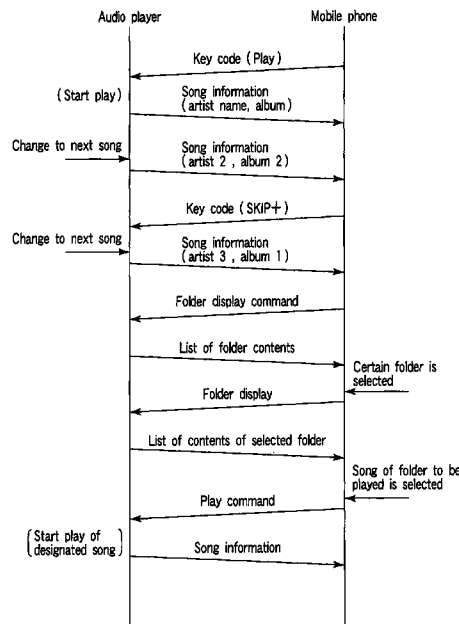 Audio player
Mobile phone
Key code (Play)
(Start play)
Song information
(artist name, album)
Change to next song
Song information
(artist 2 , album 2)
Key code (SKiP+)
Change to next song
Song information
(artist 3 , album 1)
Folder display command
List of folder contents
Certain folder is
selected
Folder display
List of contents of selected folder
Song of folder to be
played is selected
Play command
(Start play of
designated song)
Song information